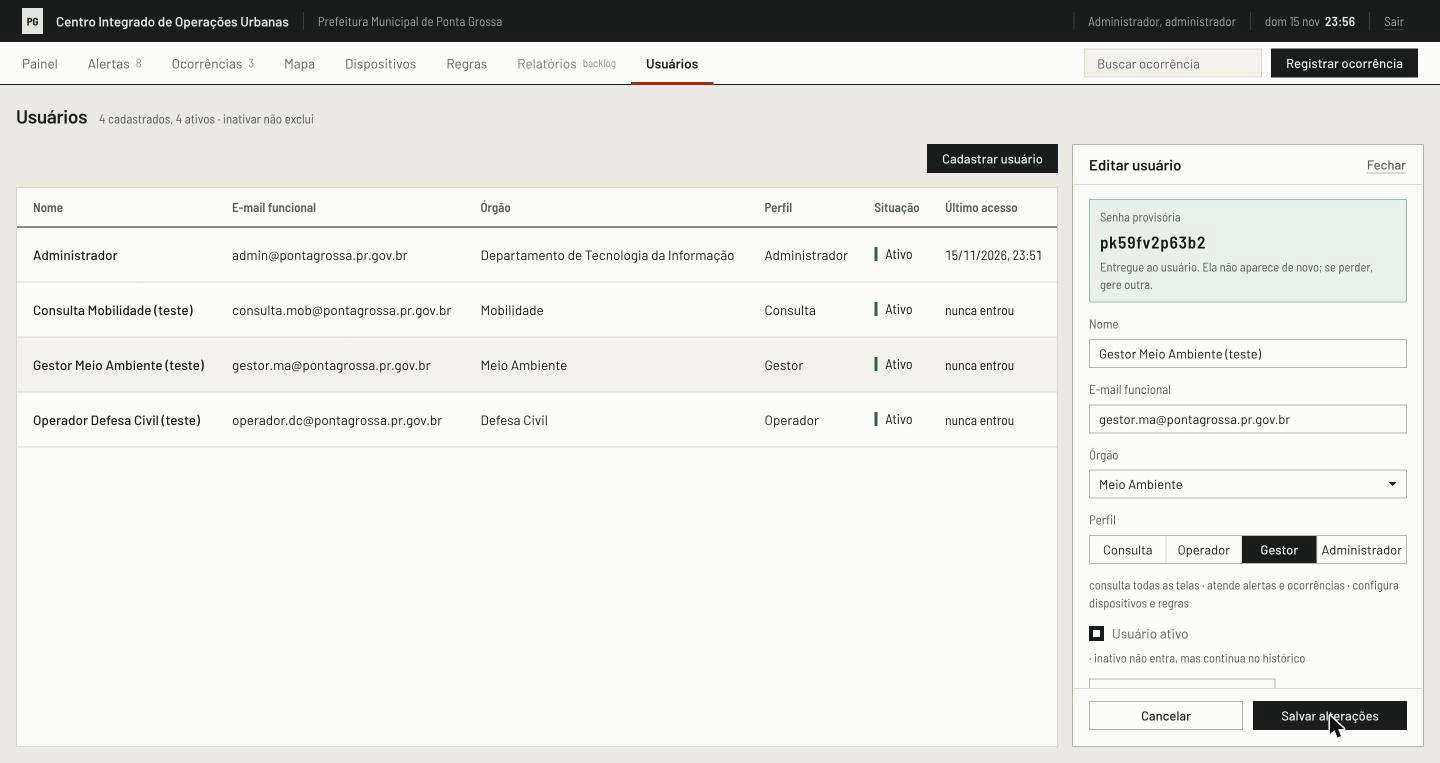 PG Centro Integrado de Operações Urbanas Prefeitura Municipal de Ponta Grossa Administrador, administrador dom 15 nov 23:56 Sair
Painel Alertas 8 Ocorrências 3 Mapa Dispositivos Regras Relatórios backlog Usuários Buscar ocorrência Registrar ocorrência
Usuários 4 cadastrados, 4 ativos · inativar não exclui
Cadastrar usuário
Nome E-mail funcional Órgão Perfil Situação Último acesso
Administrador admin@pontagrossa.pr.gov.br Departamento de Tecnologia da Informação Administrador Ativo 15/11/2026, 23:51
Consulta Mobilidade (teste) consulta.mob@pontagrossa.pr.gov.br Mobilidade Consulta Ativo nunca entrou
Gestor Meio Ambiente (teste) gestor.ma@pontagrossa.pr.gov.br Meio Ambiente Gestor Ativo nunca entrou
Operador Defesa Civil (teste) operador.dc@pontagrossa.pr.gov.br Defesa Civil Operador Ativo nunca entrou
Editar usuário Fechar
Senha provisória
pk59fv2p63b2
Entregue ao usuário. Ela não aparece de novo; se perder,
gere outra.
Nome
Gestor Meio Ambiente (teste)
E-mail funcional
gestor.ma@pontagrossa.pr.gov.br
Órgão
Meio Ambiente
Perfil
Consulta Operador Gestor Administrador
consulta todas as telas · atende alertas e ocorrências · configura
dispositivos e regras
Usuário ativo
· inativo não entra, mas continua no histórico
Cancelar Salvar alterações